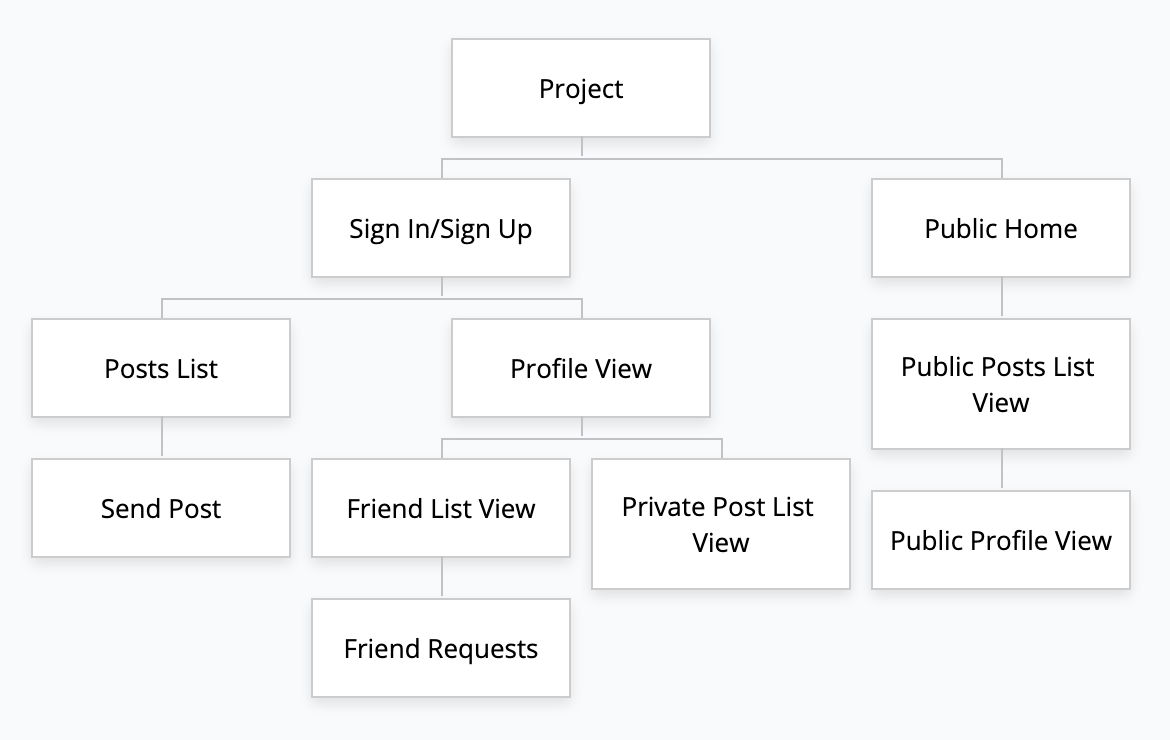 Project
Sign In/Sign Up
Public Home
Posts List
Profile View
Public Posts List
View
Send Post
Friend List View
Private Post List
View
Public Profile View
Friend Requests